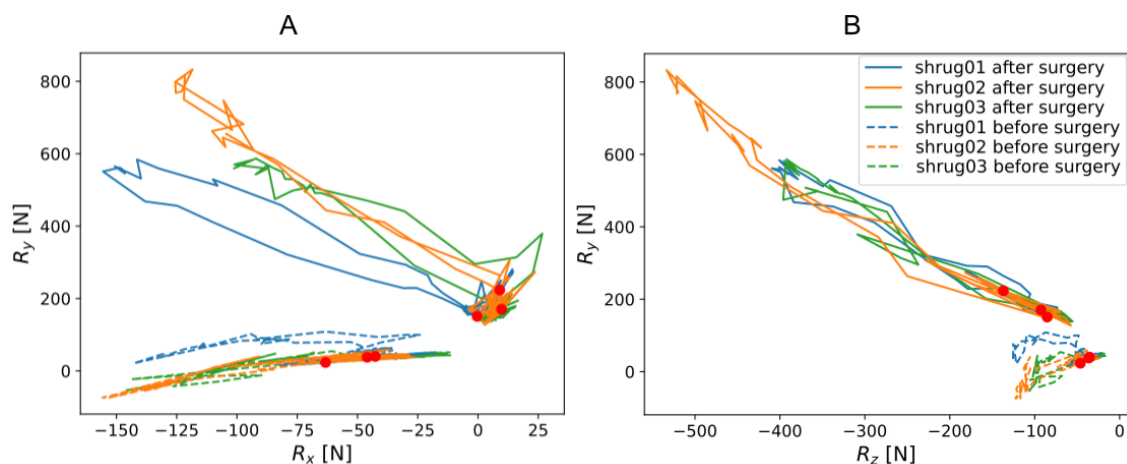 A
B
800
600
400
200
0
R_y [N]
−150
−125
−100
−75
−50
−25
0
25
R_x [N]
800
600
400
200
0
R_y [N]
−500
−400
−300
−200
−100
0
R_z [N]
shrug01 after surgery
shrug02 after surgery
shrug03 after surgery
shrug01 before surgery
shrug02 before surgery
shrug03 before surgery